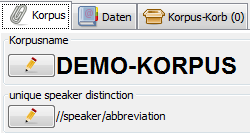 Korpus Daten Korpus-Korb (0)
Korpusname
DEMO-KORPUS
unique speaker distinction
//speaker/abbreviation